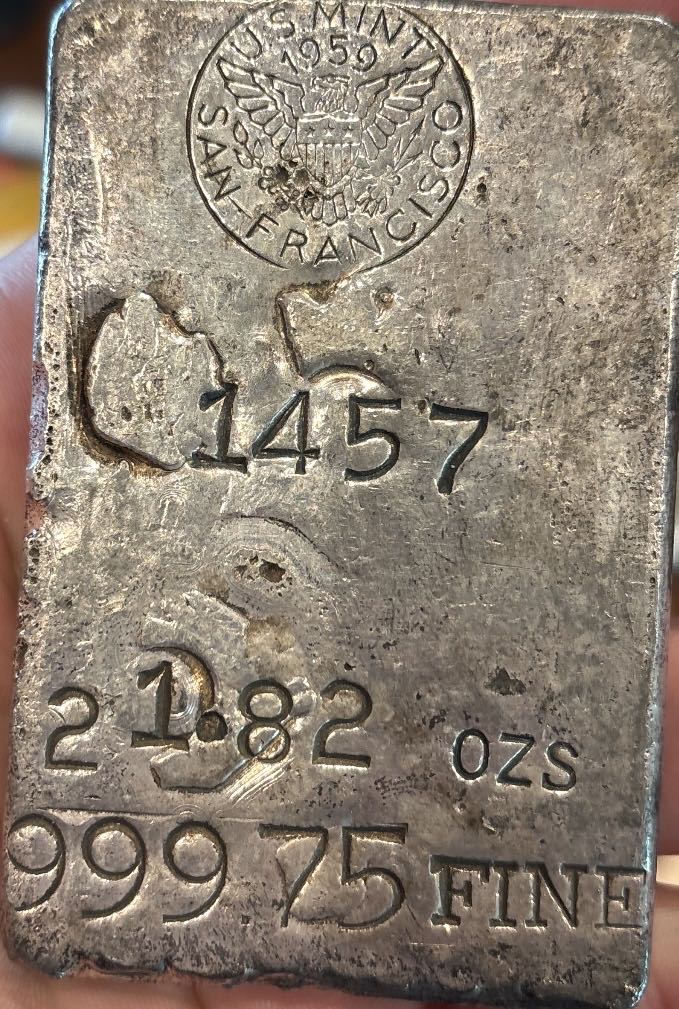 U.S. MINT
1959
SAN-FRANCISCO
1457
21.82 OZS
999.75 FINE